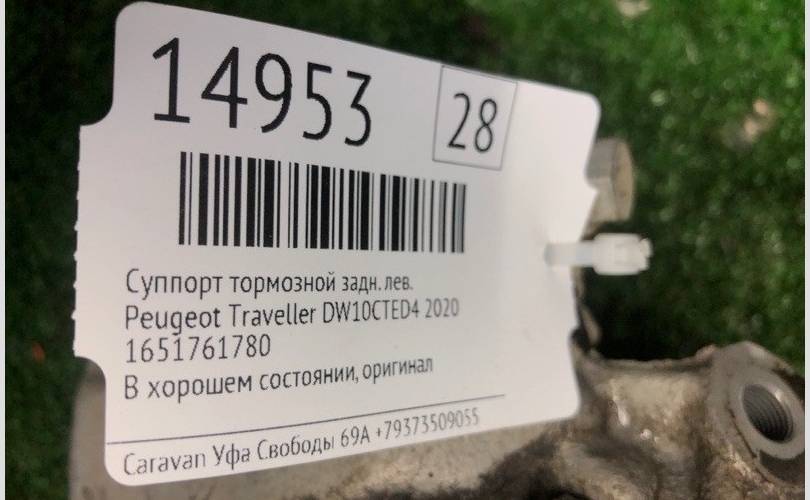 14953 28
Суппорт тормозной задн. лев.
Peugeot Traveller DW10CTED4 2020
1651761780
В хорошем состоянии, оригинал
Caravan Уфа Свободы 69А +79373509055